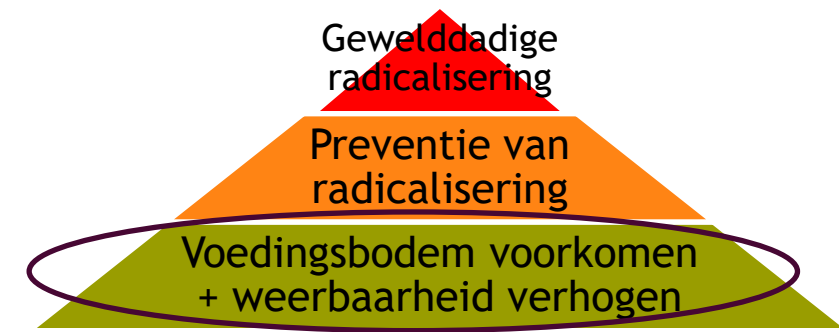 Gewelddadige
radicalisering
Preventie van
radicalisering
Voedingsbodem voorkomen
+ weerbaarheid verhogen